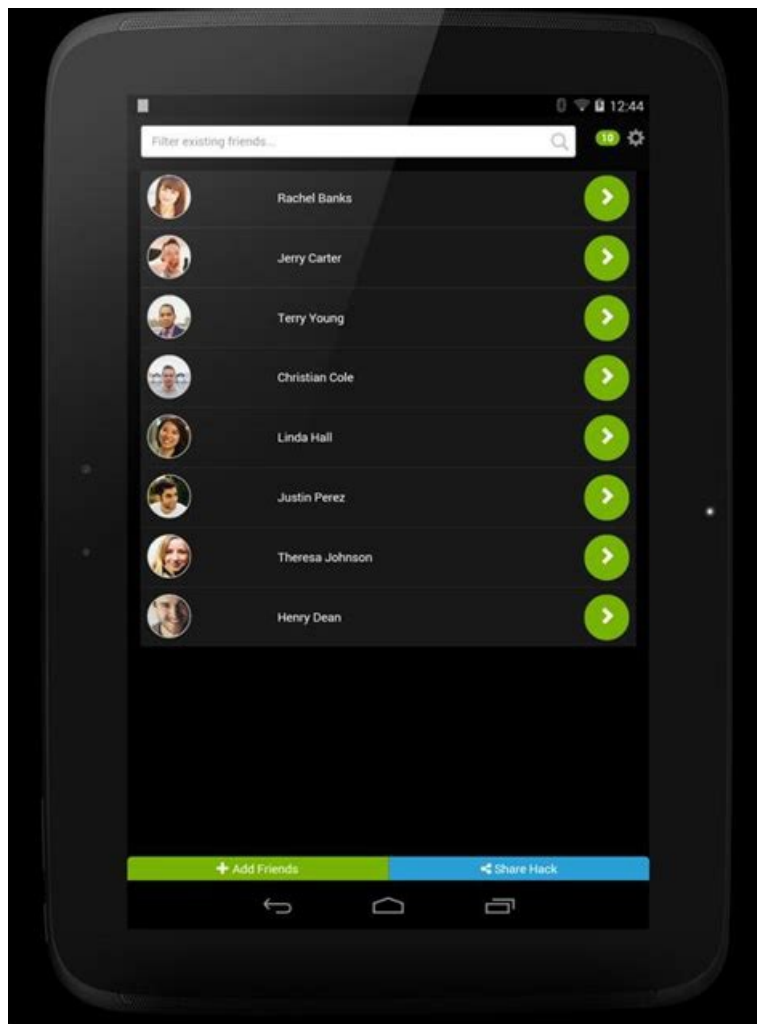 12:44
Filter existing friends...
10
Rachel Banks
Jerry Carter
Terry Young
Christian Cole
Linda Hall
Justin Perez
Theresa Johnson
Henry Dean
Add Friends
Share Hack